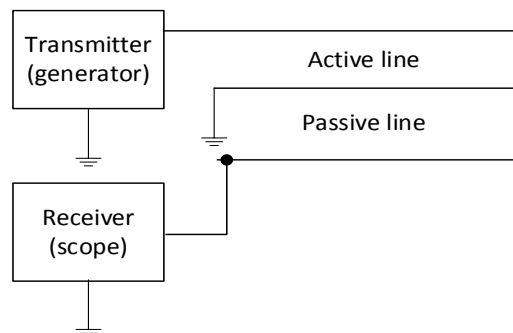 Transmitter
(generator)
Active line
Passive line
Receiver
(scope)